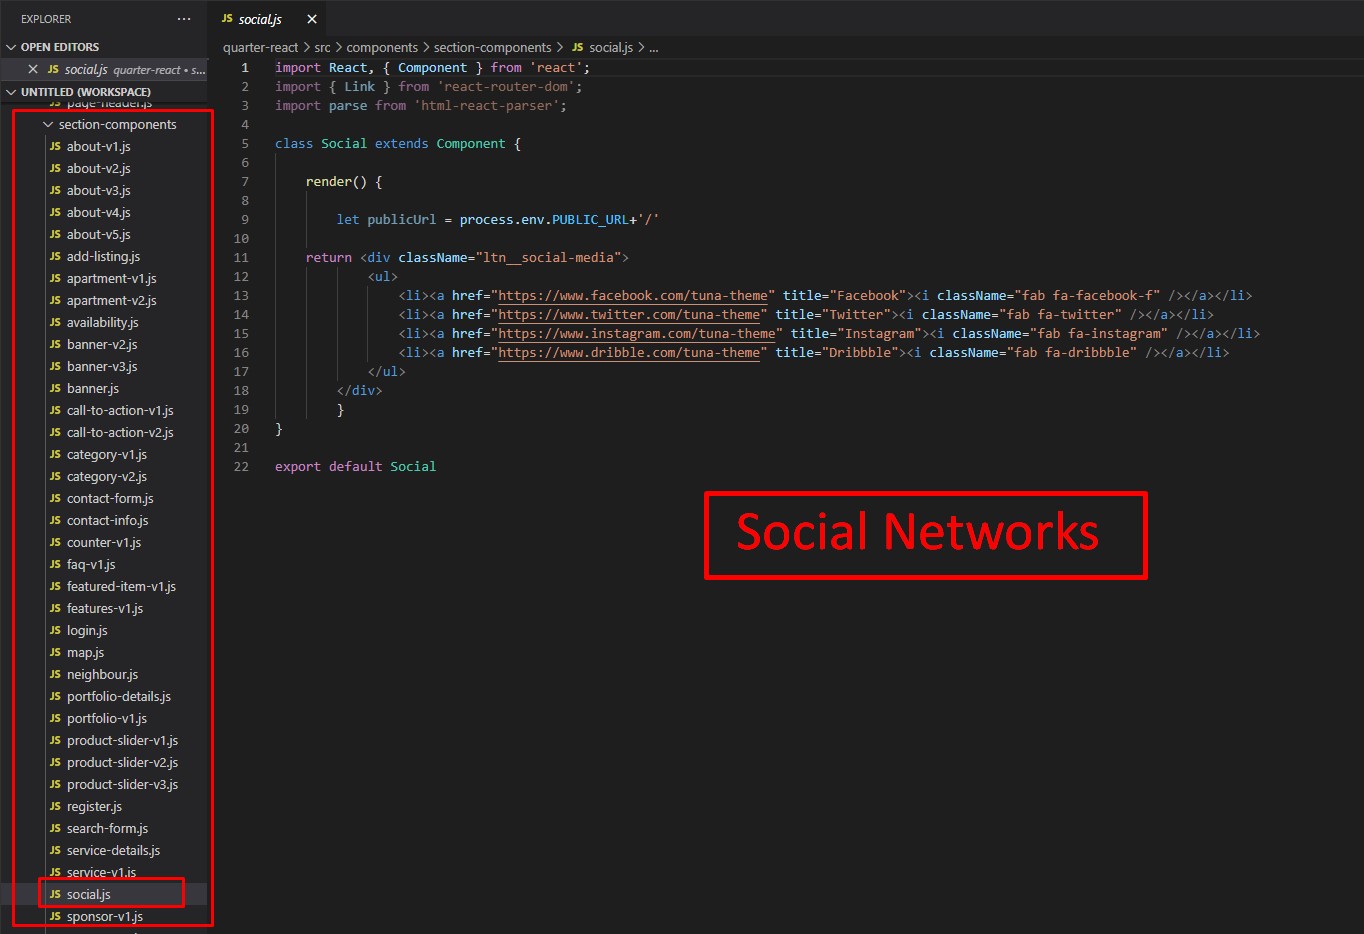 EXPLORER ···
OPEN EDITORS
JS social.js quarter-react • s...
UNTITLED (WORKSPACE)
JS page-header.js
section-components
JS about-v1.js
JS about-v2.js
JS about-v3.js
JS about-v4.js
JS about-v5.js
JS add-listing.js
JS apartment-v1.js
JS apartment-v2.js
JS availability.js
JS banner-v2.js
JS banner-v3.js
JS banner.js
JS call-to-action-v1.js
JS call-to-action-v2.js
JS category-v1.js
JS category-v2.js
JS contact-form.js
JS contact-info.js
JS counter-v1.js
JS faq-v1.js
JS featured-item-v1.js
JS features-v1.js
JS login.js
JS map.js
JS neighbour.js
JS portfolio-details.js
JS portfolio-v1.js
JS product-slider-v1.js
JS product-slider-v2.js
JS product-slider-v3.js
JS register.js
JS search-form.js
JS service-details.js
JS service-v1.js
JS social.js
JS sponsor-v1.js
JS social.js ×
quarter-react > src > components > section-components > JS social.js > ...
1 import React, { Component } from 'react';
2 import { Link } from 'react-router-dom';
3 import parse from 'html-react-parser';
4
5 class Social extends Component {
6
7 render() {
8
9 let publicUrl = process.env.PUBLIC_URL+'/'
10
11 return <div className="ltn__social-media">
12 <ul>
13 <li><a href="https://www.facebook.com/tuna-theme" title="Facebook"><i className="fab fa-facebook-f" /></a></li>
14 <li><a href="https://www.twitter.com/tuna-theme" title="Twitter"><i className="fab fa-twitter" /></a></li>
15 <li><a href="https://www.instagram.com/tuna-theme" title="Instagram"><i className="fab fa-instagram" /></a></li>
16 <li><a href="https://www.dribble.com/tuna-theme" title="Dribbble"><i className="fab fa-dribbble" /></a></li>
17 </ul>
18 </div>
19 }
20 }
21
22 export default Social
Social Networks